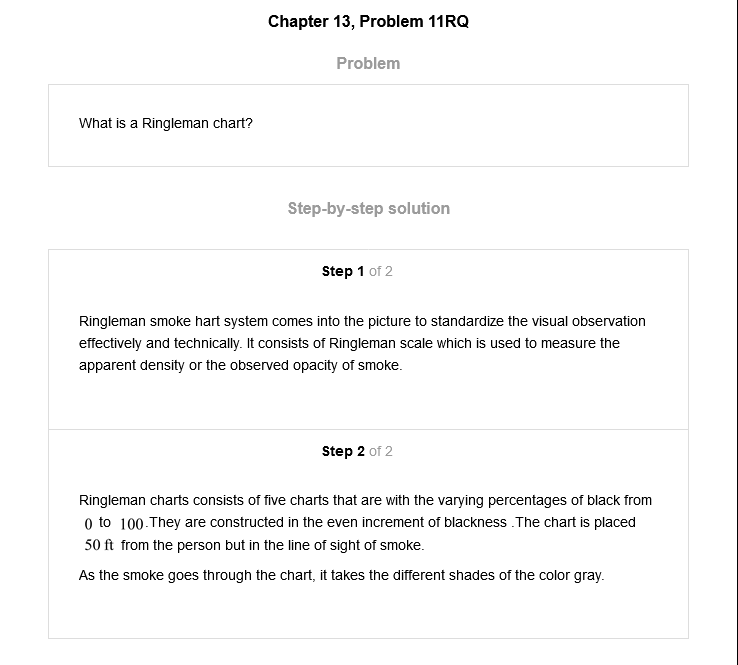 Chapter 13, Problem 11RQ
Problem
What is a Ringleman chart?
Step-by-step solution
Step 1 of 2
Ringleman smoke hart system comes into the picture to standardize the visual observation
effectively and technically. It consists of Ringleman scale which is used to measure the
apparent density or the observed opacity of smoke.
Step 2 of 2
Ringleman charts consists of five charts that are with the varying percentages of black from
0 to 100.They are constructed in the even increment of blackness .The chart is placed
50 ft from the person but in the line of sight of smoke.
As the smoke goes through the chart, it takes the different shades of the color gray.